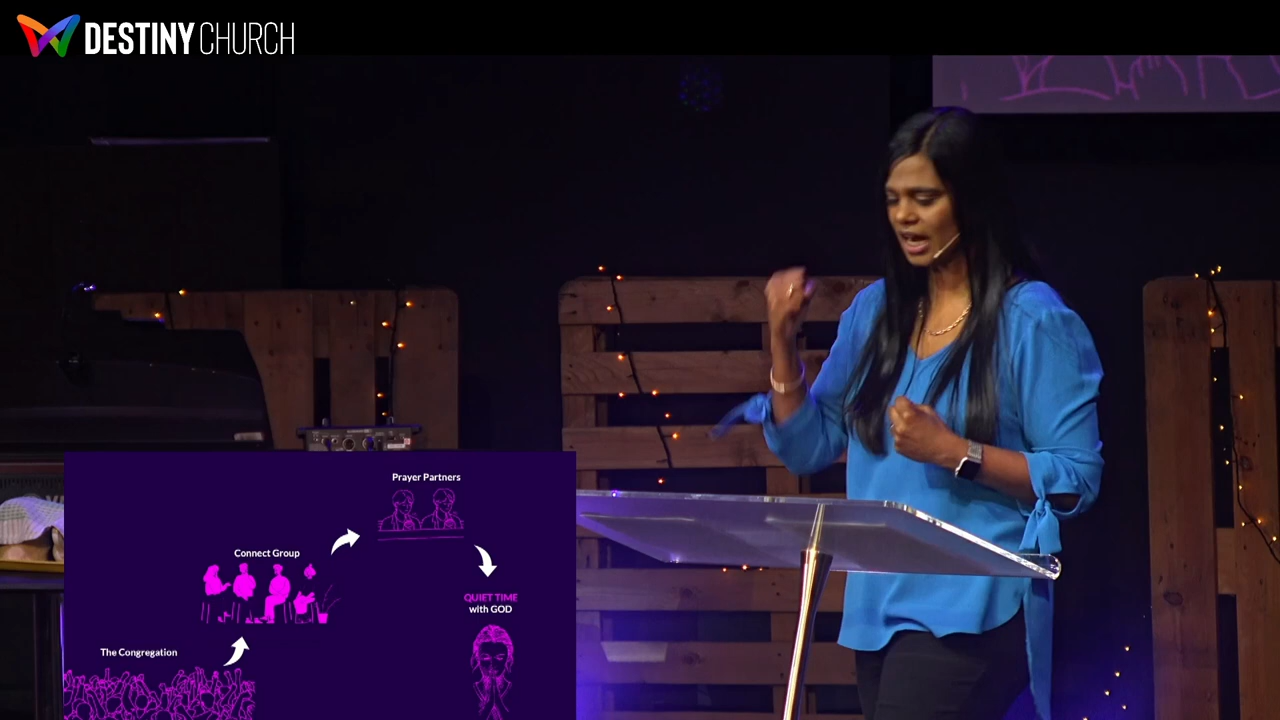 DESTINY CHURCH
Prayer Partners
Connect Group
QUIET TIME
with GOD
The Congregation